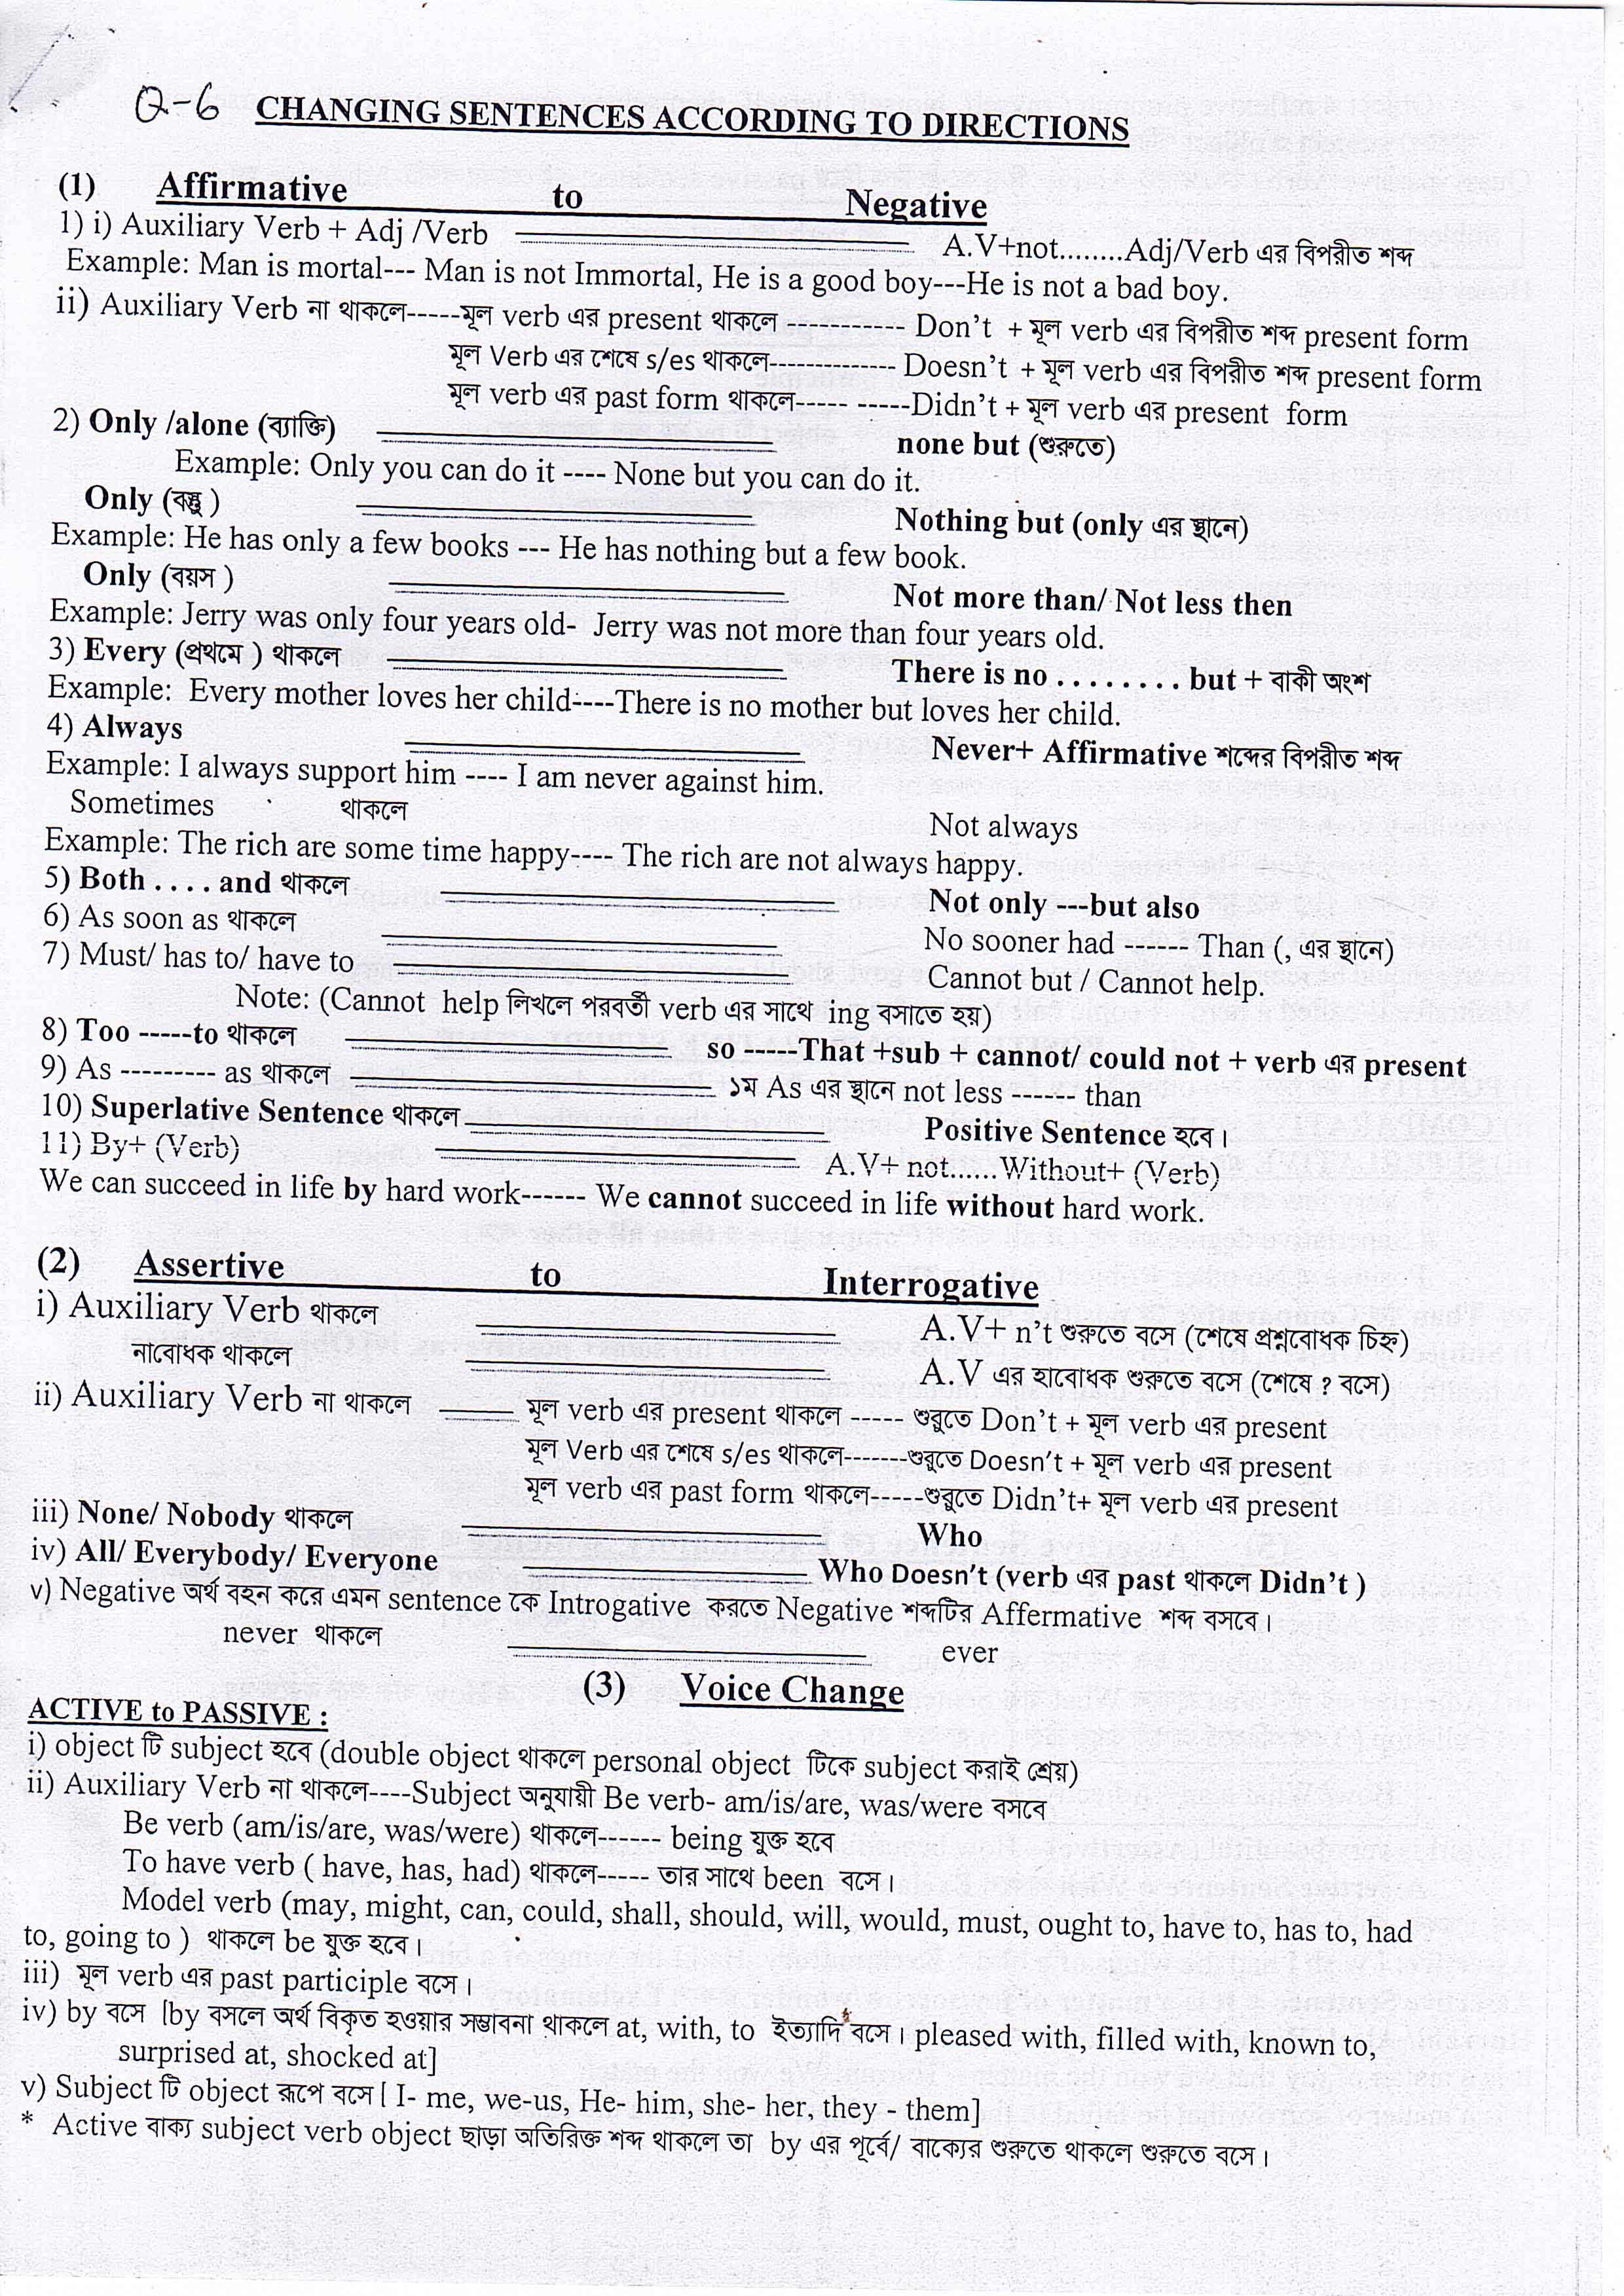 Q-6 CHANGING SENTENCES ACCORDING TO DIRECTIONS
(1) Affirmative to Negative
1) i) Auxiliary Verb + Adj /Verb A.V+not........Adj/Verb এর বিপরীত শব্দ
Example: Man is mortal--- Man is not Immortal, He is a good boy---He is not a bad boy.
ii) Auxiliary Verb না থাকলে-----মূল verb এর present থাকলে ----------- Don't + মূল verb এর বিপরীত শব্দ present form
মূল Verb এর শেষে s/es থাকলে-------------- Doesn't + মূল verb এর বিপরীত শব্দ present form
মূল verb এর past form থাকলে----- -----Didn't + মূল verb এর present form
2) Only /alone (ব্যাক্তি) none but (শুরুতে)
Example: Only you can do it ---- None but you can do it.
Only (বস্তু ) Nothing but (only এর স্থানে)
Example: He has only a few books --- He has nothing but a few book.
Only (বয়স ) Not more than/ Not less then
Example: Jerry was only four years old- Jerry was not more than four years old.
3) Every (প্রথমে ) থাকলে There is no . . . . . . . . but + বাকী অংশ
Example: Every mother loves her child----There is no mother but loves her child.
4) Always Never+ Affirmative শব্দের বিপরীত শব্দ
Example: I always support him ---- I am never against him.
Sometimes থাকলে Not always
Example: The rich are some time happy---- The rich are not always happy.
5) Both . . . . and থাকলে Not only ---but also
6) As soon as থাকলে No sooner had ------ Than (, এর স্থানে)
7) Must/ has to/ have to Cannot but / Cannot help.
Note: (Cannot help লিখলে পরবর্তী verb এর সাথে ing বসাতে হয়)
8) Too -----to থাকলে so -----That +sub + cannot/ could not + verb এর present
9) As --------- as থাকলে ১ম As এর স্থানে not less ------ than
10) Superlative Sentence থাকলে Positive Sentence হবে।
11) By+ (Verb) A.V+ not......Without+ (Verb)
We can succeed in life by hard work------ We cannot succeed in life without hard work.
(2) Assertive to Interrogative
i) Auxiliary Verb থাকলে A.V+ n't শুরুতে বসে (শেষে প্রশ্নবোধক চিহ্ন)
নাবোধক থাকলে A.V এর হাবোধক শুরুতে বসে (শেষে ? বসে)
ii) Auxiliary Verb না থাকলে মূল verb এর present থাকলে ----- শুরুতে Don't + মূল verb এর present
মূল Verb এর শেষে s/es থাকলে-------শুরুতে Doesn't + মূল verb এর present
মূল verb এর past form থাকলে-----শুরুতে Didn't+ মূল verb এর present
iii) None/ Nobody থাকলে Who
iv) All/ Everybody/ Everyone Who Doesn't (verb এর past থাকলে Didn't )
v) Negative অর্থ বহন করে এমন sentence কে Introgative করতে Negative শব্দটির Affermative শব্দ বসবে।
never থাকলে ever
(3) Voice Change
ACTIVE to PASSIVE :
i) object টি subject হবে (double object থাকলে personal object টিকে subject করাই শ্রেয়)
ii) Auxiliary Verb না থাকলে----Subject অনুযায়ী Be verb- am/is/are, was/were বসবে
Be verb (am/is/are, was/were) থাকলে------ being যুক্ত হবে
To have verb ( have, has, had) থাকলে----- তার সাথে been বসে।
Model verb (may, might, can, could, shall, should, will, would, must, ought to, have to, has to, had
to, going to ) থাকলে be যুক্ত হবে।
iii) মূল verb এর past participle বসে।
iv) by বসে [by বসলে অর্থ বিকৃত হওয়ার সম্ভাবনা থাকলে at, with, to ইত্যাদি বসে। pleased with, filled with, known to,
surprised at, shocked at]
v) Subject টি object রূপে বসে [ I- me, we-us, He- him, she- her, they - them]
* Active বাক্য subject verb object ছাড়া অতিরিক্ত শব্দ থাকলে তা by এর পূর্বে/ বাক্যের শুরুতে থাকলে শুরুতে বসে।